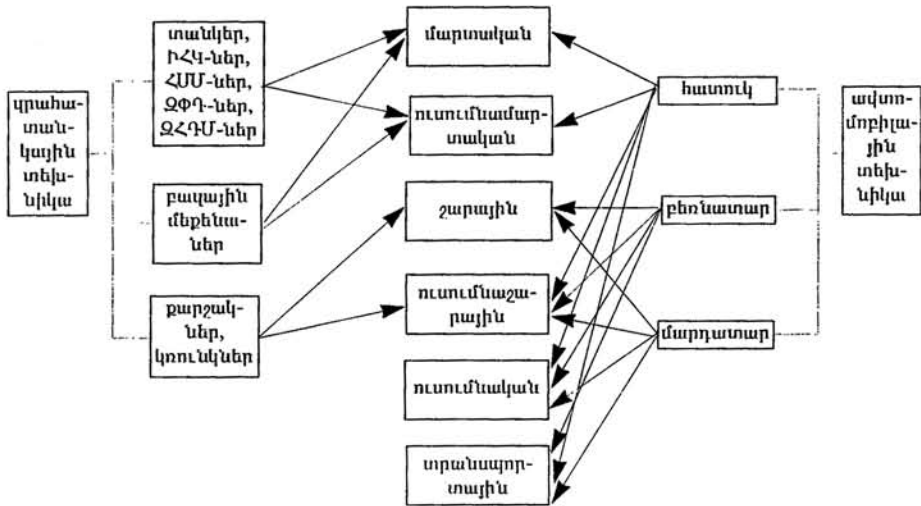 զրահա-
տան-
կային
տեխ-
նիկա
տանկեր,
ԻՀԿ-ներ,
ՀՄՄ-ներ,
ԶՓԴ-ներ,
ԶՀԴՄ-ներ
բազային
մեքենա-
ներ
քարշակ-
ներ,
կռունկներ
մարտական
ուսումնամար-
տական
շարային
ուսումնաշա-
րային
ուսումնական
տրանսպոր-
տային
հատուկ
բեռնատար
մարդատար
ավտո-
մոբիլա-
յին
տեխ-
նիկա